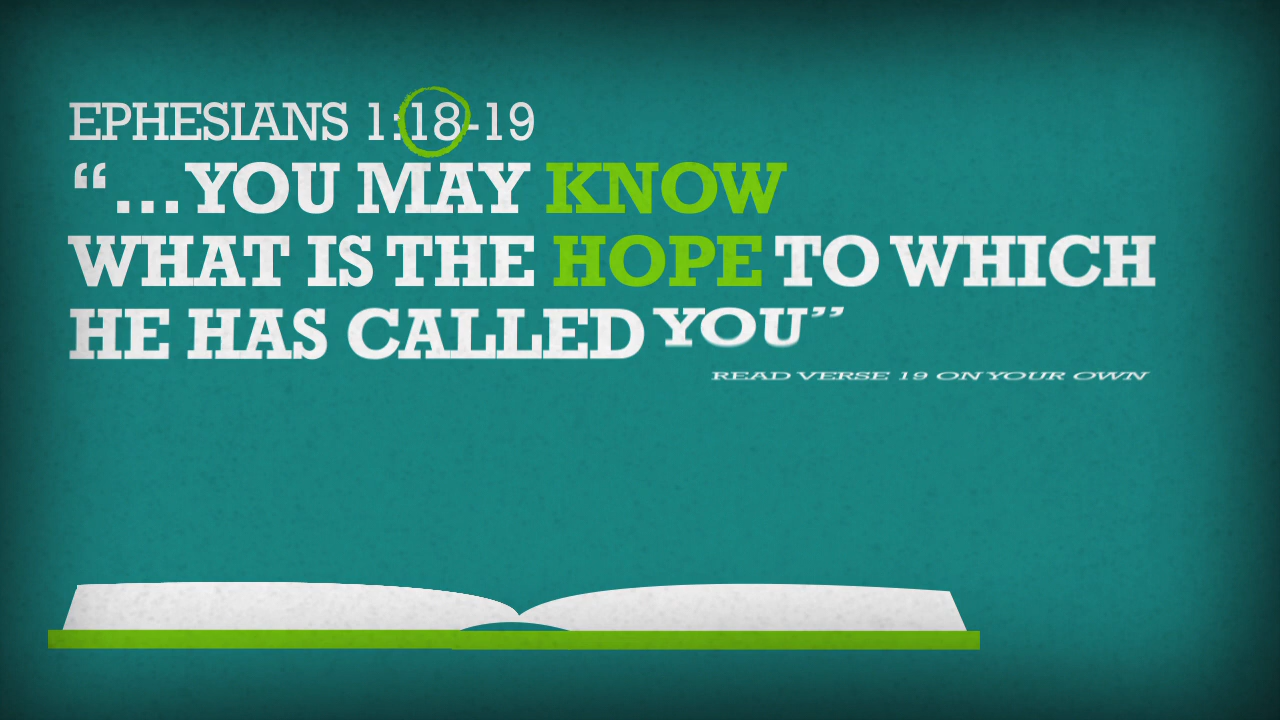 EPHESIANS 1:18-19
“...YOU MAY KNOW
WHAT IS THE HOPE TO WHICH
HE HAS CALLED YOU”
READ VERSE 19 ON YOUR OWN